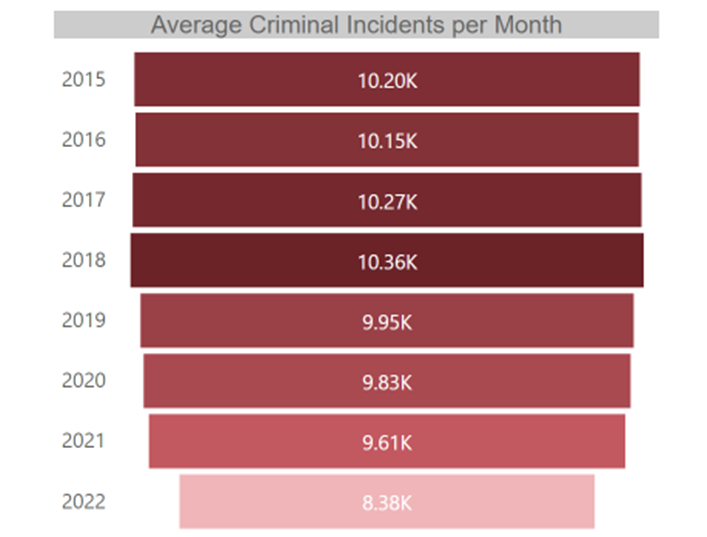 Average Criminal Incidents per Month
2015 10.20K
2016 10.15K
2017 10.27K
2018 10.36K
2019 9.95K
2020 9.83K
2021 9.61K
2022 8.38K